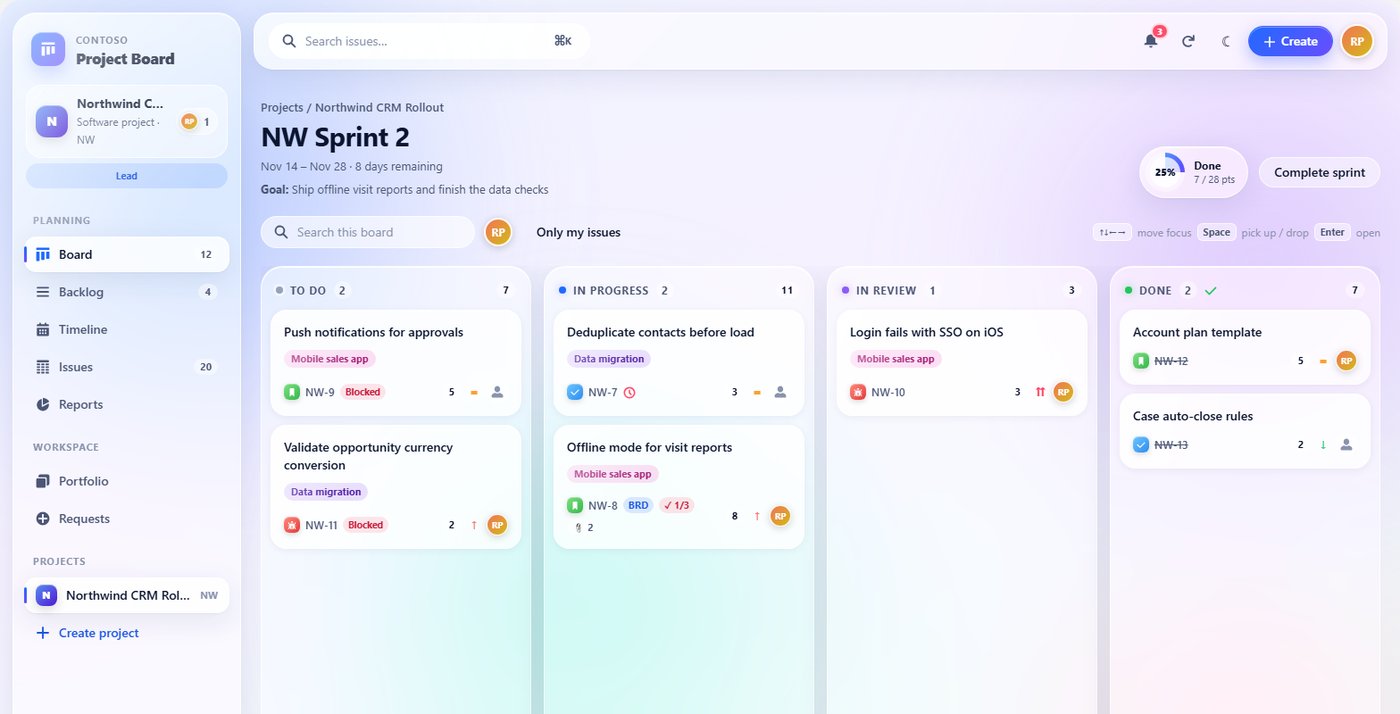 CONTOSO
Project Board
Northwind C...
Software project ·
NW
RP 1
Lead
PLANNING
Board 12
Backlog 4
Timeline
Issues 20
Reports
WORKSPACE
Portfolio
Requests
PROJECTS
N Northwind CRM Rol... NW
+ Create project
Search issues... ⌘K
3
+ Create
RP
Projects / Northwind CRM Rollout
NW Sprint 2
Nov 14 – Nov 28 · 8 days remaining
Goal: Ship offline visit reports and finish the data checks
25% Done
7 / 28 pts
Complete sprint
Search this board
RP
Only my issues
↑↓←→ move focus Space pick up / drop Enter open
TO DO 2 7
Push notifications for approvals
Mobile sales app
NW-9 Blocked 5
Validate opportunity currency
conversion
Data migration
NW-11 Blocked 2 ↑ RP
IN PROGRESS 2 11
Deduplicate contacts before load
Data migration
NW-7 3
Offline mode for visit reports
Mobile sales app
NW-8 BRD ✓ 1/3 8 ↑ RP
2
IN REVIEW 1 3
Login fails with SSO on iOS
Mobile sales app
NW-10 3 RP
DONE 2 7
Account plan template
NW-12 5 RP
Case auto-close rules
NW-13 2 ↓